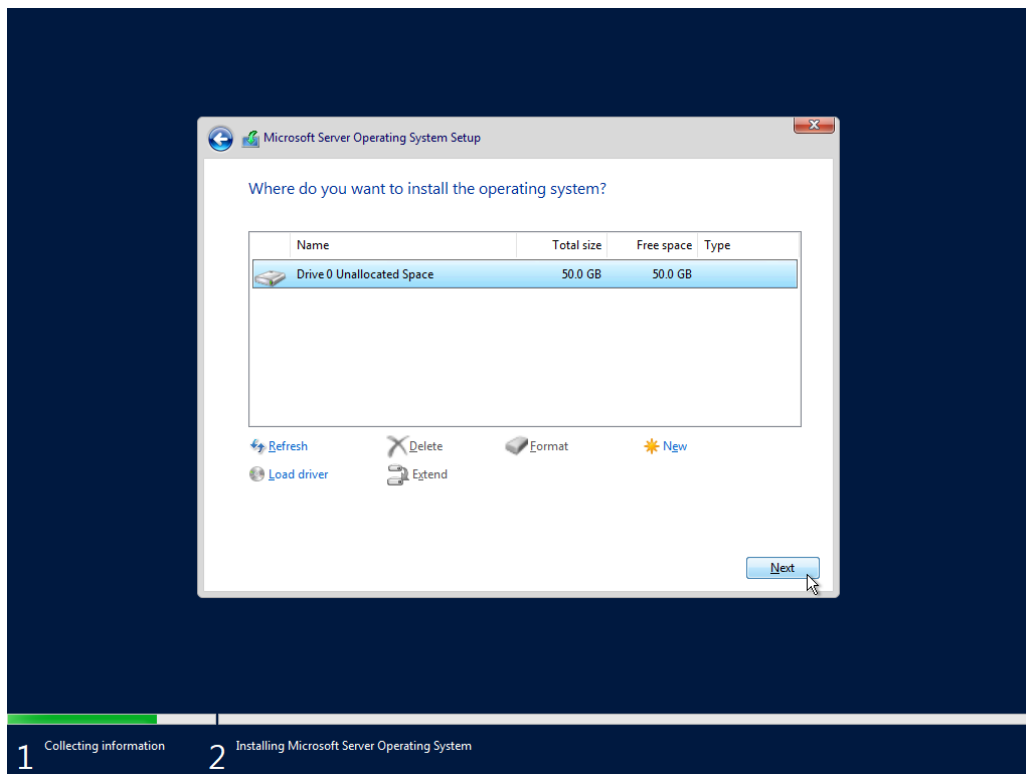 Microsoft Server Operating System Setup
Where do you want to install the operating system?
Name Total size Free space Type
Drive 0 Unallocated Space 50.0 GB 50.0 GB
Refresh Delete Format New
Load driver Extend
Next
1 Collecting information 2 Installing Microsoft Server Operating System